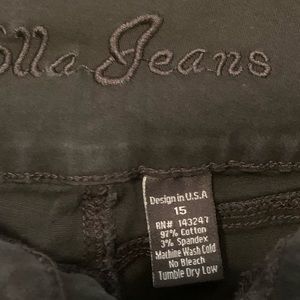 Jeans
Design in U.S.A
15
RN# 143247
97% Cotton
3% Spandex
Machine Wash Cold
No Bleach
Tumble Dry Low